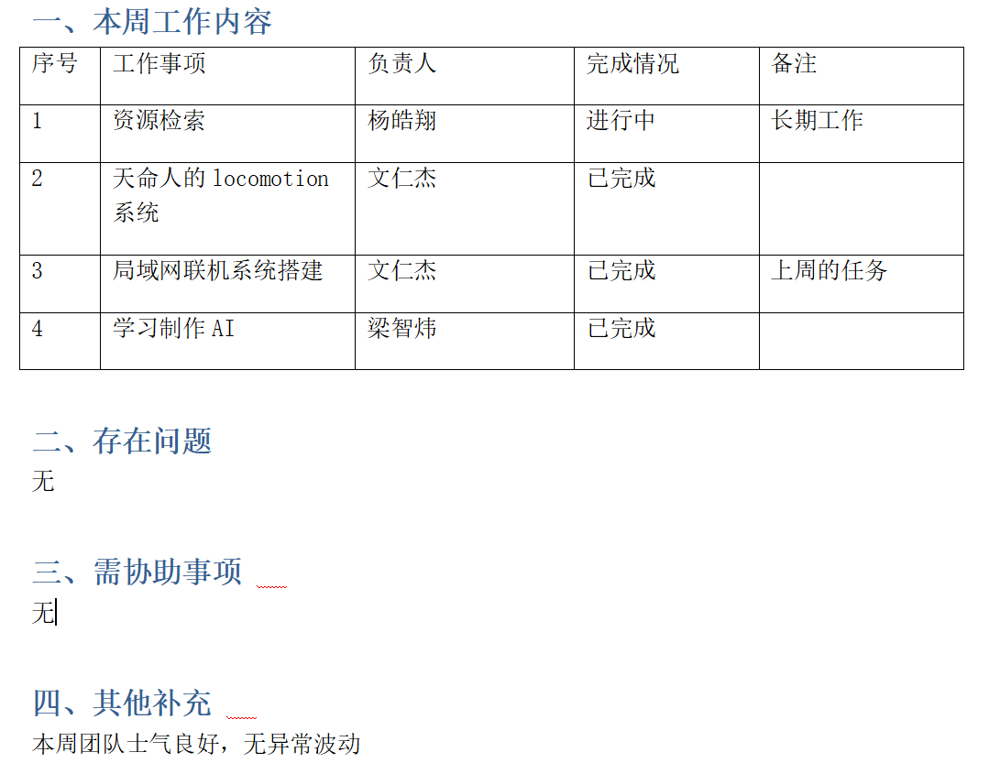 一、本周工作内容
序号 工作事项 负责人 完成情况 备注
1 资源检索 杨皓翔 进行中 长期工作
2 天命人的 locomotion 文仁杰 已完成
系统
3 局域网联机系统搭建 文仁杰 已完成 上周的任务
4 学习制作 AI 梁智炜 已完成
二、存在问题
无
三、需协助事项
无
四、其他补充
本周团队士气良好，无异常波动